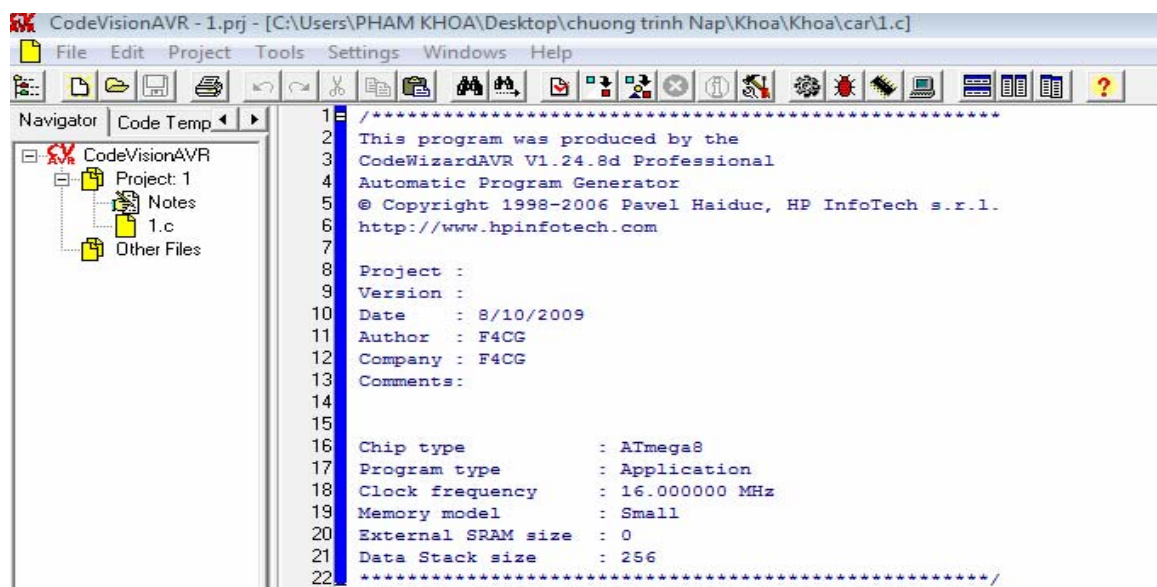 CodeVisionAVR - 1.prj - [C:\Users\PHAM KHOA\Desktop\chuong trinh Nap\Khoa\Khoa\car\1.c]
File Edit Project Tools Settings Windows Help
Navigator Code Temp
CodeVisionAVR
Project: 1
Notes
1.c
Other Files
1 /*****************************************************
2 This program was produced by the
3 CodeWizardAVR V1.24.8d Professional
4 Automatic Program Generator
5 © Copyright 1998-2006 Pavel Haiduc, HP InfoTech s.r.l.
6 http://www.hpinfotech.com
7
8 Project :
9 Version :
10 Date    : 8/10/2009
11 Author  : F4CG
12 Company : F4CG
13 Comments:
14
15
16 Chip type           : ATmega8
17 Program type        : Application
18 Clock frequency     : 16.000000 MHz
19 Memory model        : Small
20 External SRAM size  : 0
21 Data Stack size     : 256
22 *****************************************************/